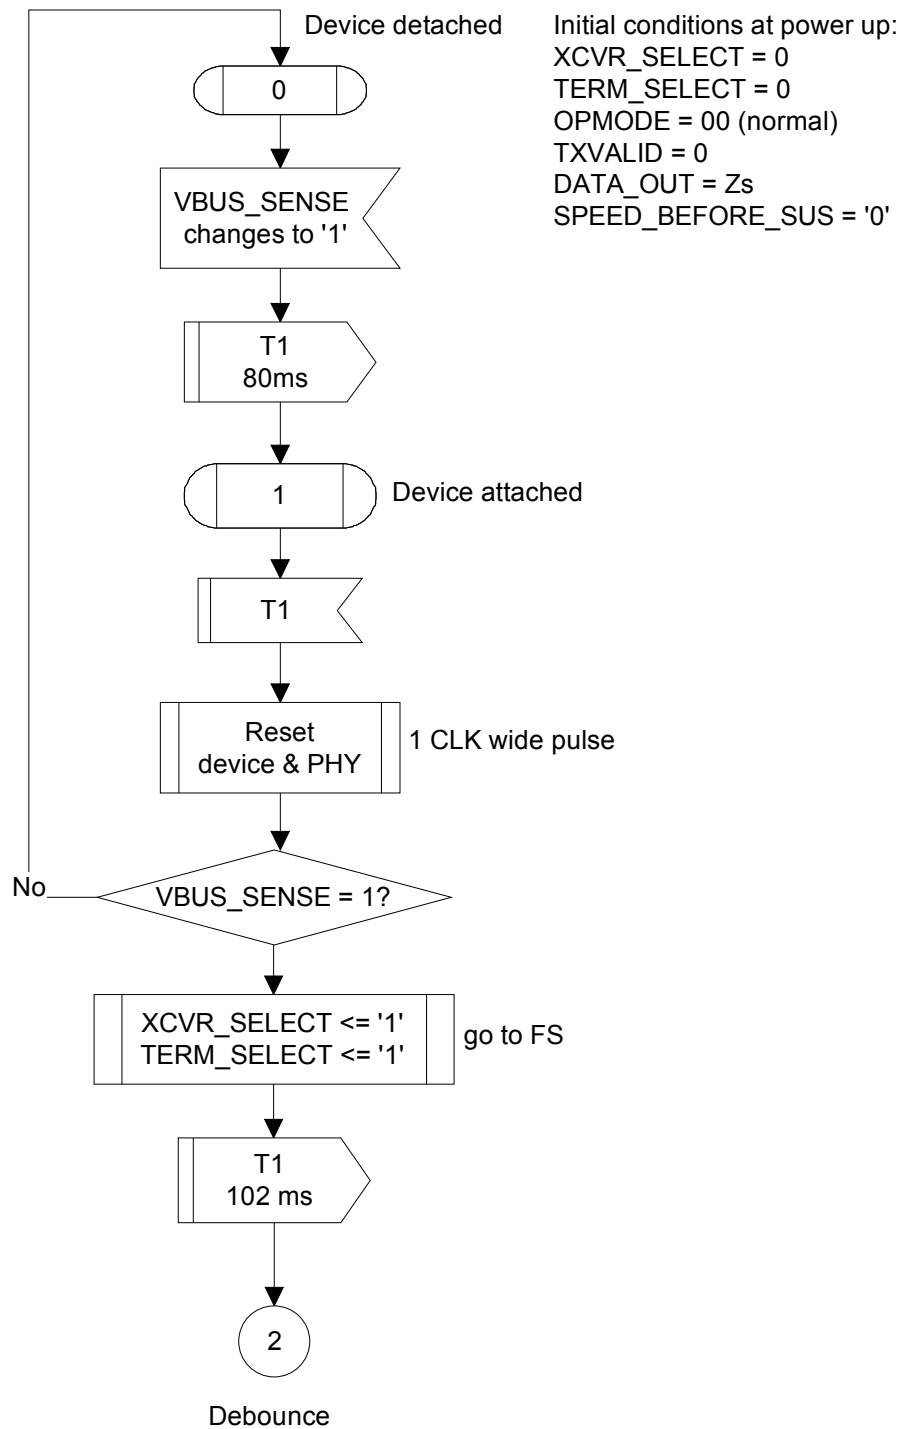 Device detached
Initial conditions at power up:
XCVR_SELECT = 0
TERM_SELECT = 0
OPMODE = 00 (normal)
TXVALID = 0
DATA_OUT = Zs
SPEED_BEFORE_SUS = '0'
0
VBUS_SENSE
changes to '1'
T1
80ms
1
Device attached
T1
Reset
device & PHY
1 CLK wide pulse
No
VBUS_SENSE = 1?
XCVR_SELECT <= '1'
TERM_SELECT <= '1'
go to FS
T1
102 ms
2
Debounce